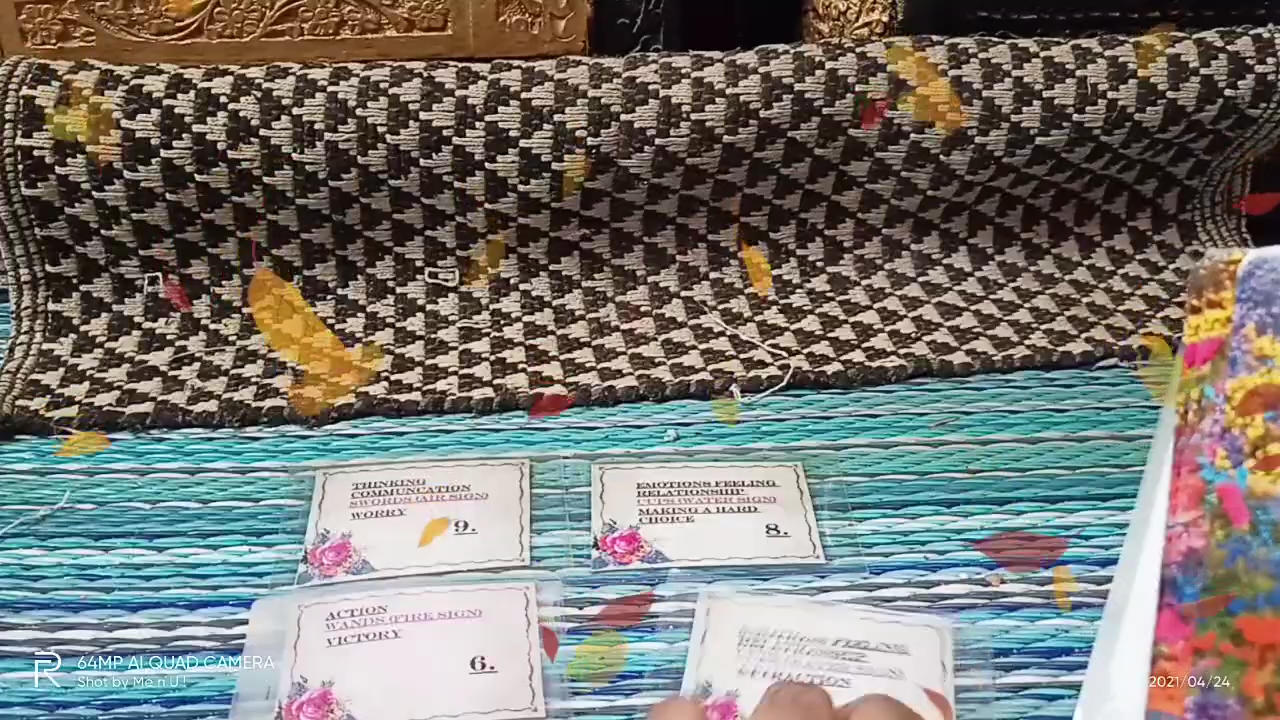 THINKING
COMMUNCATION
SWORDS (AIR SIGN)
WORRY
9.
EMOTIONS FEELING
RELATIONSHIP
CUPS (WATER SIGN)
MAKING A HARD
CHOICE
8.
ACTION
WANDS (FIRE SIGN)
VICTORY
6.
R
64MP AI QUAD CAMERA
Shot by Me n U !
2021/04/24